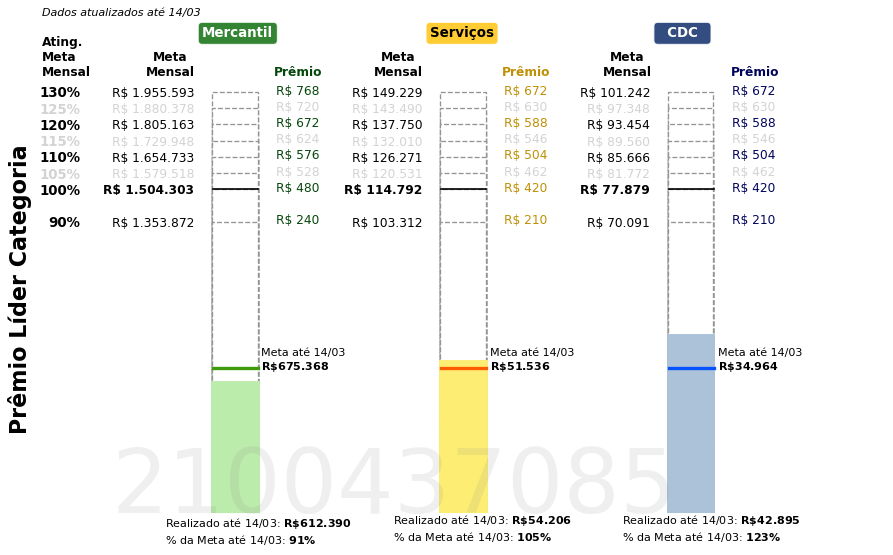 Dados atualizados até 14/03
Mercantil Serviços CDC
Ating. Meta Mensal
Meta Mensal Prêmio Meta Mensal Prêmio Meta Mensal Prêmio
130% R$ 1.955.593 R$ 768 R$ 149.229 R$ 672 R$ 101.242 R$ 672
125% R$ 1.880.378 R$ 720 R$ 143.490 R$ 630 R$ 97.348 R$ 630
120% R$ 1.805.163 R$ 672 R$ 137.750 R$ 588 R$ 93.454 R$ 588
115% R$ 1.729.948 R$ 624 R$ 132.010 R$ 546 R$ 89.560 R$ 546
110% R$ 1.654.733 R$ 576 R$ 126.271 R$ 504 R$ 85.666 R$ 504
105% R$ 1.579.518 R$ 528 R$ 120.531 R$ 462 R$ 81.772 R$ 462
100% R$ 1.504.303 R$ 480 R$ 114.792 R$ 420 R$ 77.879 R$ 420
90% R$ 1.353.872 R$ 240 R$ 103.312 R$ 210 R$ 70.091 R$ 210
Prêmio Líder Categoria
Meta até 14/03 Meta até 14/03 Meta até 14/03
R$675.368 R$51.536 R$34.964
2100437085
Realizado até 14/03: R$612.390 Realizado até 14/03: R$54.206 Realizado até 14/03: R$42.895
% da Meta até 14/03: 91% % da Meta até 14/03: 105% % da Meta até 14/03: 123%